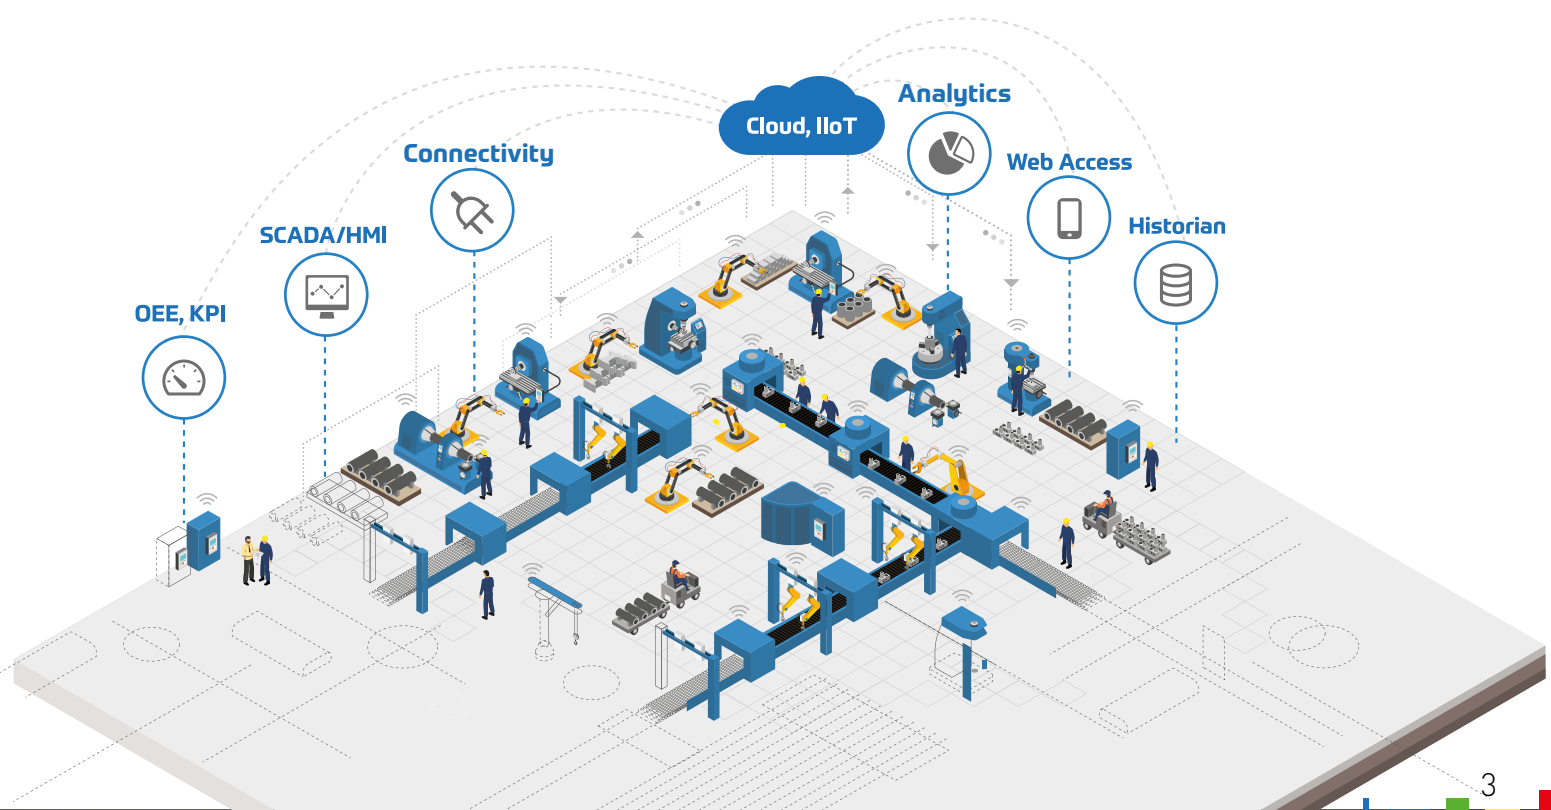 Cloud, IIoT
Analytics
Connectivity
Web Access
SCADA/HMI
Historian
OEE, KPI
3